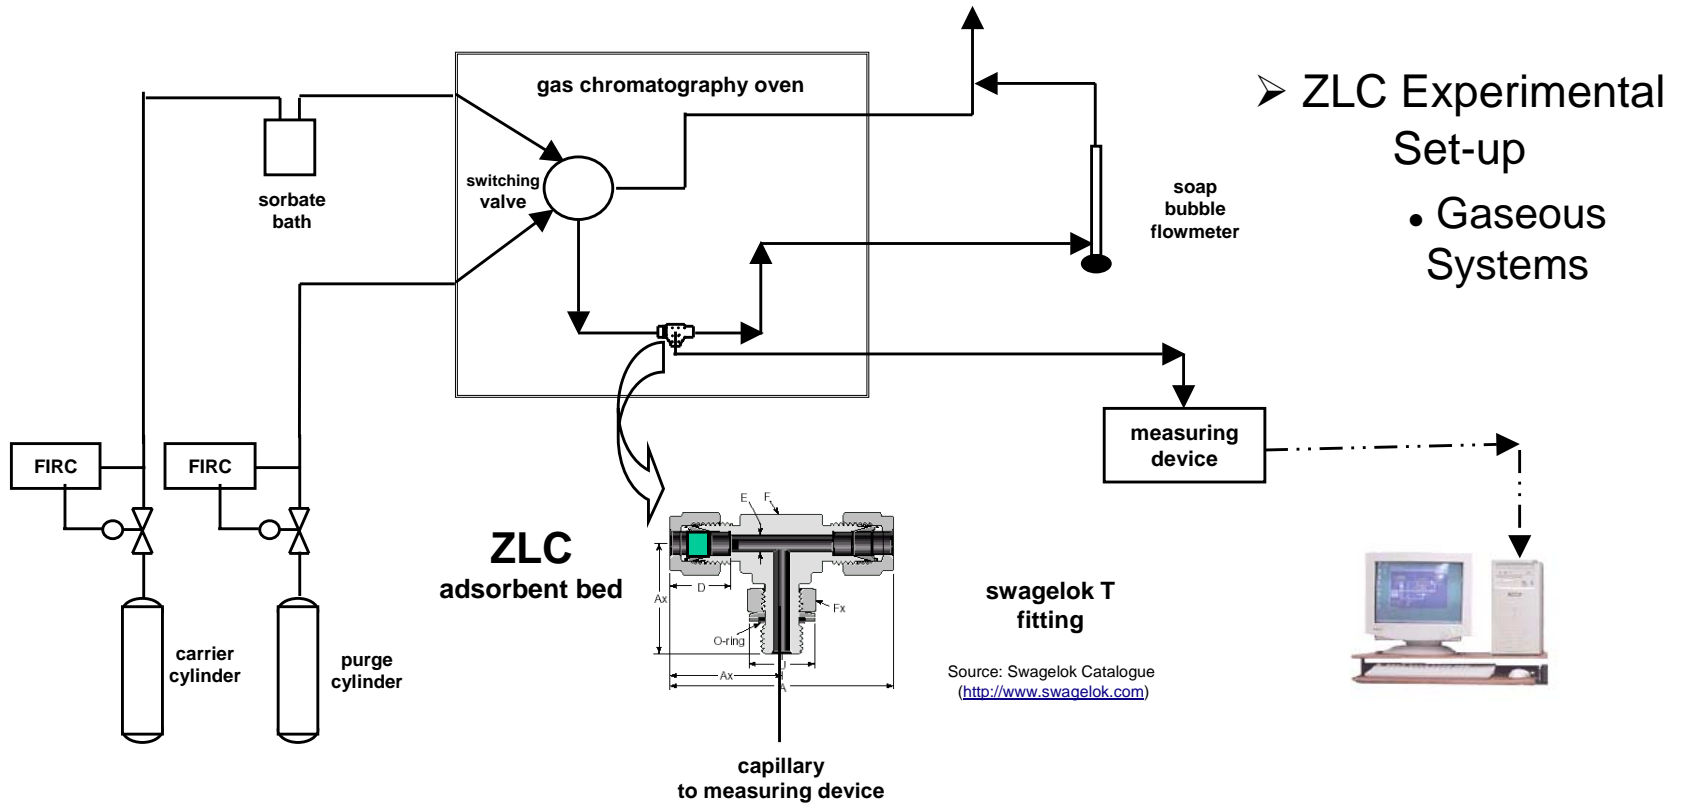 gas chromatography oven
➢ ZLC Experimental
Set-up
• Gaseous
Systems
switching
valve
sorbate
bath
soap
bubble
flowmeter
measuring
device
FIRC
FIRC
ZLC
adsorbent bed
E
F
D
Ax
Fx
O-ring
J
Ax
A
swagelok T
fitting
Source: Swagelok Catalogue
(http://www.swagelok.com)
carrier
cylinder
purge
cylinder
capillary
to measuring device